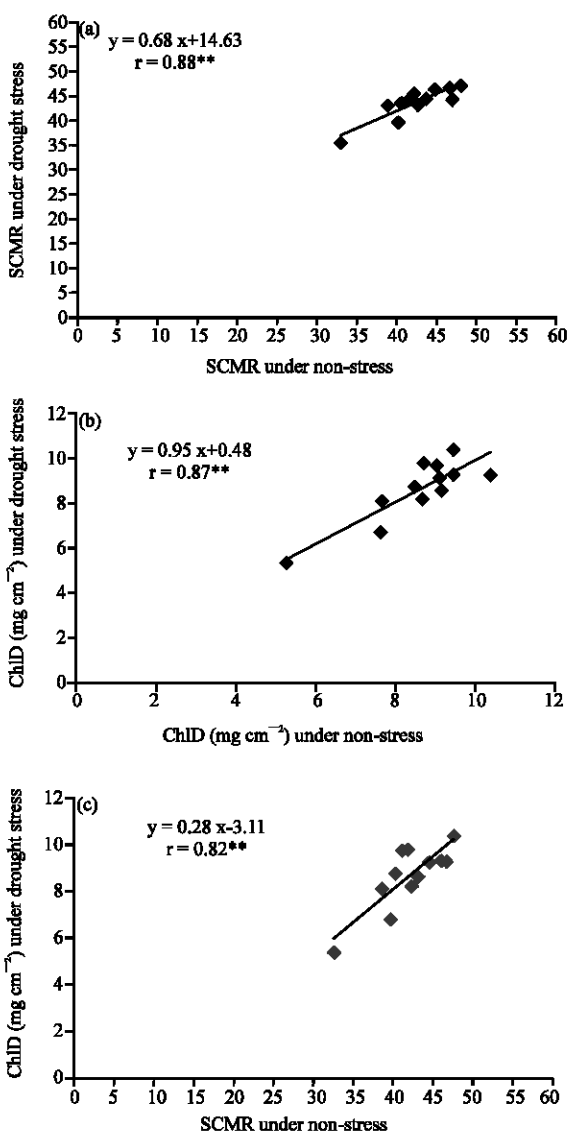 (a)
y = 0.68 x+14.63
r = 0.88**
SCMR under drought stress
60
55
50
45
40
35
30
25
20
15
10
5
0
0 5 10 15 20 25 30 35 40 45 50 55 60
SCMR under non-stress
(b)
y = 0.95 x+0.48
r = 0.87**
ChlD (mg cm⁻²) under drought stress
12
10
8
6
4
2
0
0 2 4 6 8 10 12
ChlD (mg cm⁻²) under non-stress
(c)
y = 0.28 x-3.11
r = 0.82**
ChlD (mg cm⁻²) under drought stress
12
10
8
6
4
2
0
0 5 10 15 20 25 30 35 40 45 50 55 60
SCMR under non-stress